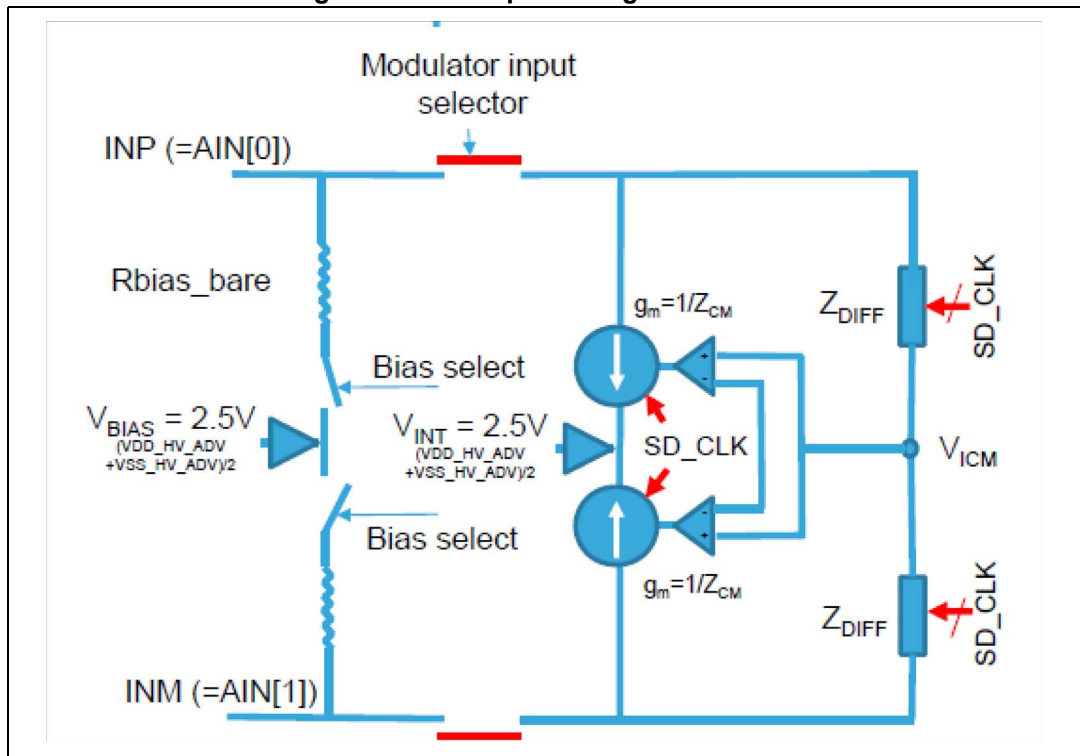 Modulator input
selector
INP (=AIN[0])
Rbias_bare
Bias select
VBIAS = 2.5V
(VDD_HV_ADV
+VSS_HV_ADV)/2
VINT = 2.5V
(VDD_HV_ADV
+VSS_HV_ADV)/2
Bias select
INM (=AIN[1])
gm=1/ZCM
+
-
SD_CLK
-
+
gm=1/ZCM
ZDIFF
SD_CLK
VICM
ZDIFF
SD_CLK